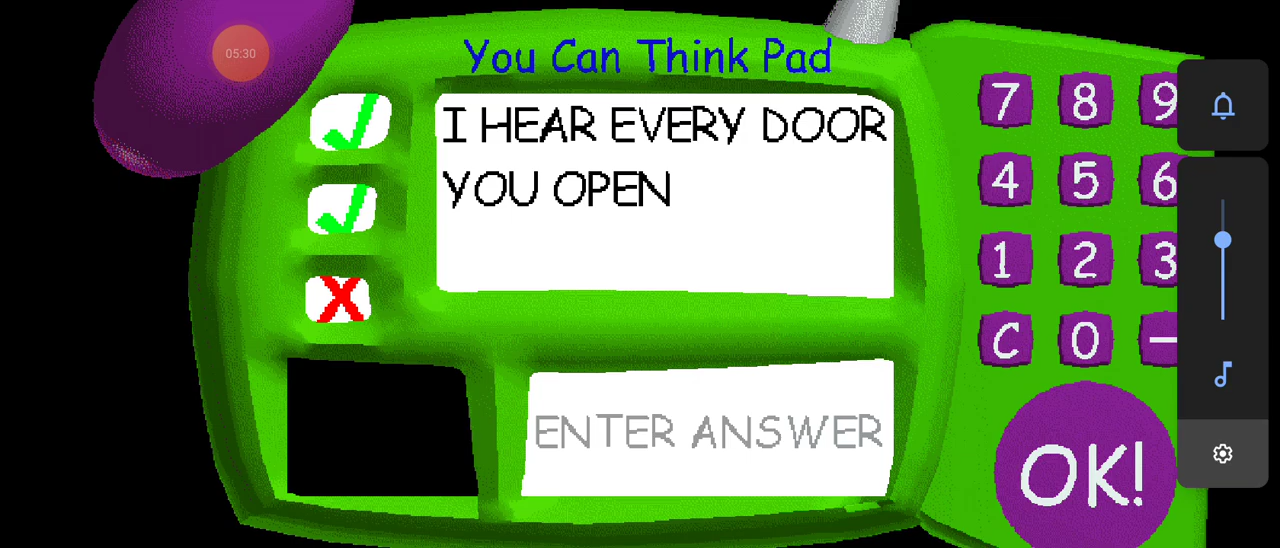 05:30
You Can Think Pad
I HEAR EVERY DOOR
YOU OPEN
7 8 9
4 5 6
1 2 3
C 0 –
ENTER ANSWER
OK!